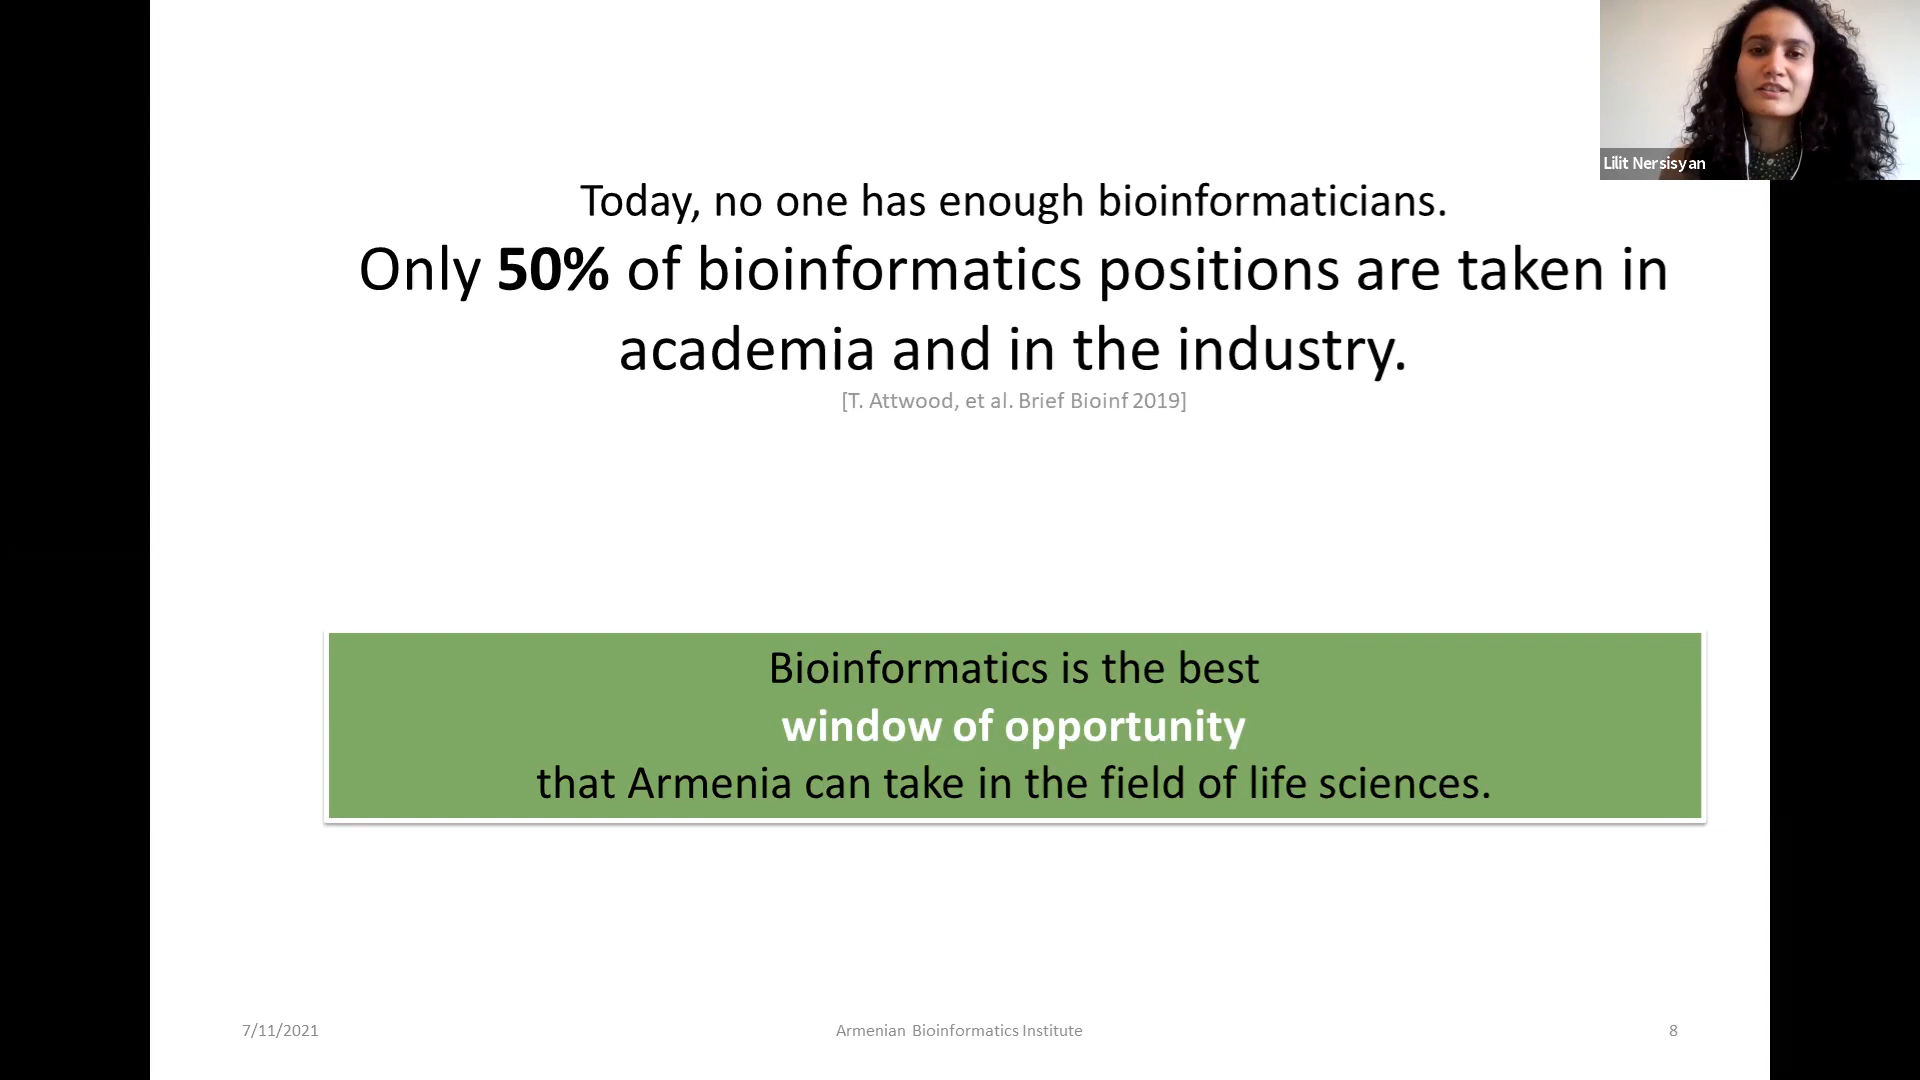 Lilit Nersisyan
Today, no one has enough bioinformaticians.
Only 50% of bioinformatics positions are taken in
academia and in the industry.
[T. Attwood, et al. Brief Bioinf 2019]
Bioinformatics is the best
window of opportunity
that Armenia can take in the field of life sciences.
7/11/2021
Armenian Bioinformatics Institute
8